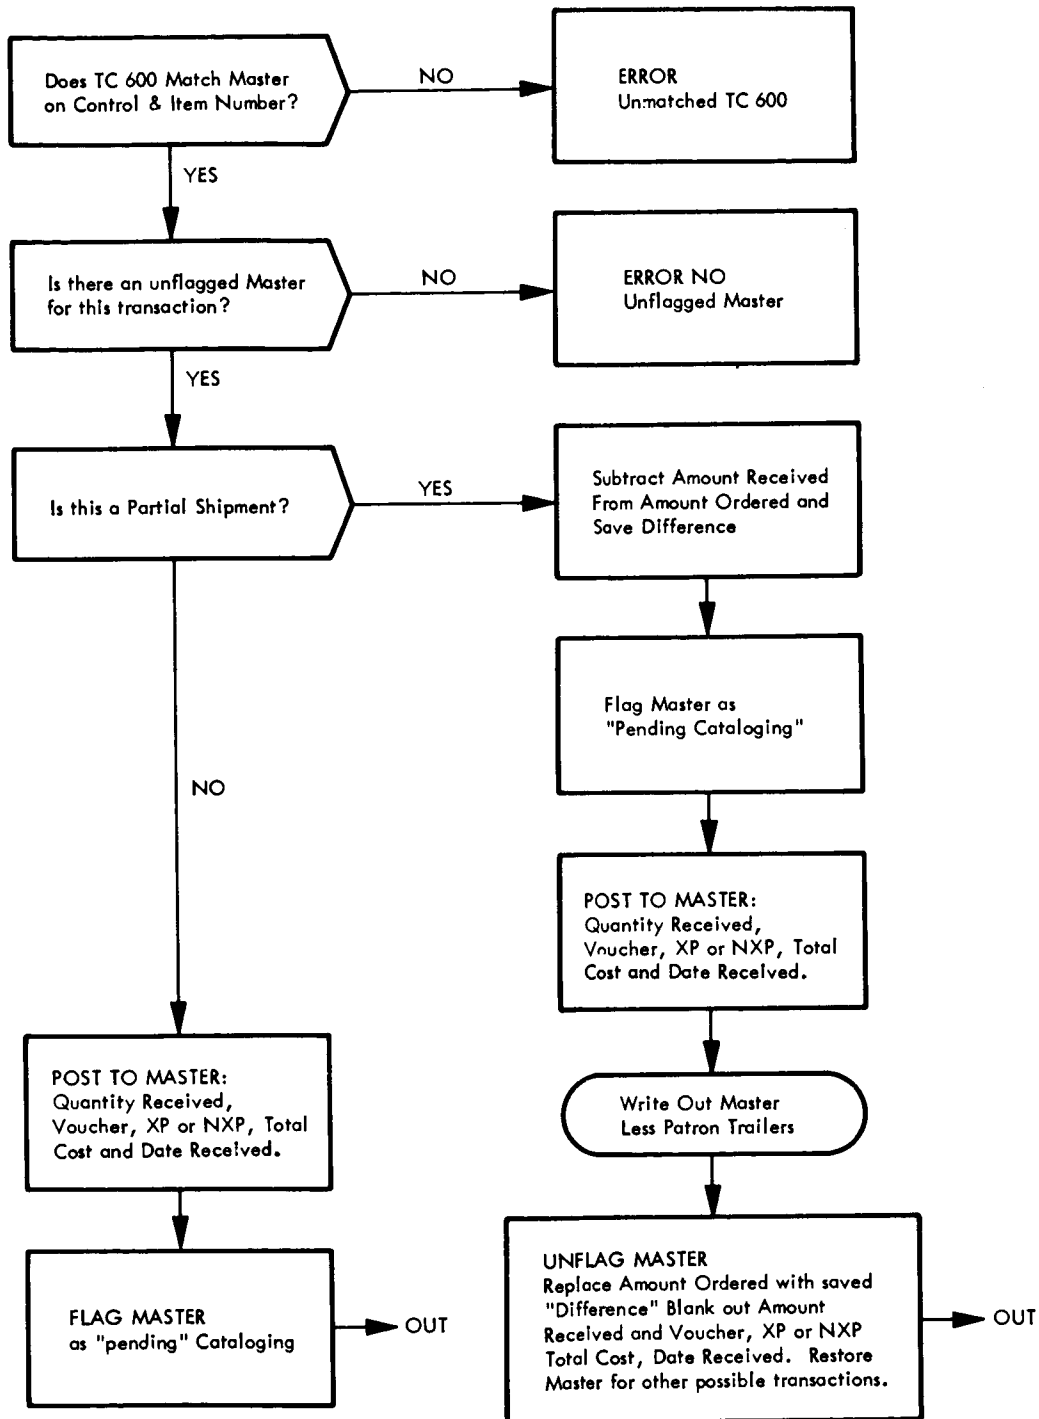 Does TC 600 Match Master
on Control & Item Number?
NO
ERROR
Unmatched TC 600
YES
Is there an unflagged Master
for this transaction?
NO
ERROR NO
Unflagged Master
YES
Is this a Partial Shipment?
YES
Subtract Amount Received
From Amount Ordered and
Save Difference
Flag Master as
"Pending Cataloging"
NO
POST TO MASTER:
Quantity Received,
Voucher, XP or NXP, Total
Cost and Date Received.
POST TO MASTER:
Quantity Received,
Voucher, XP or NXP, Total
Cost and Date Received.
Write Out Master
Less Patron Trailers
FLAG MASTER
as "pending" Cataloging
OUT
UNFLAG MASTER
Replace Amount Ordered with saved
"Difference" Blank out Amount
Received and Voucher, XP or NXP
Total Cost, Date Received. Restore
Master for other possible transactions.
OUT